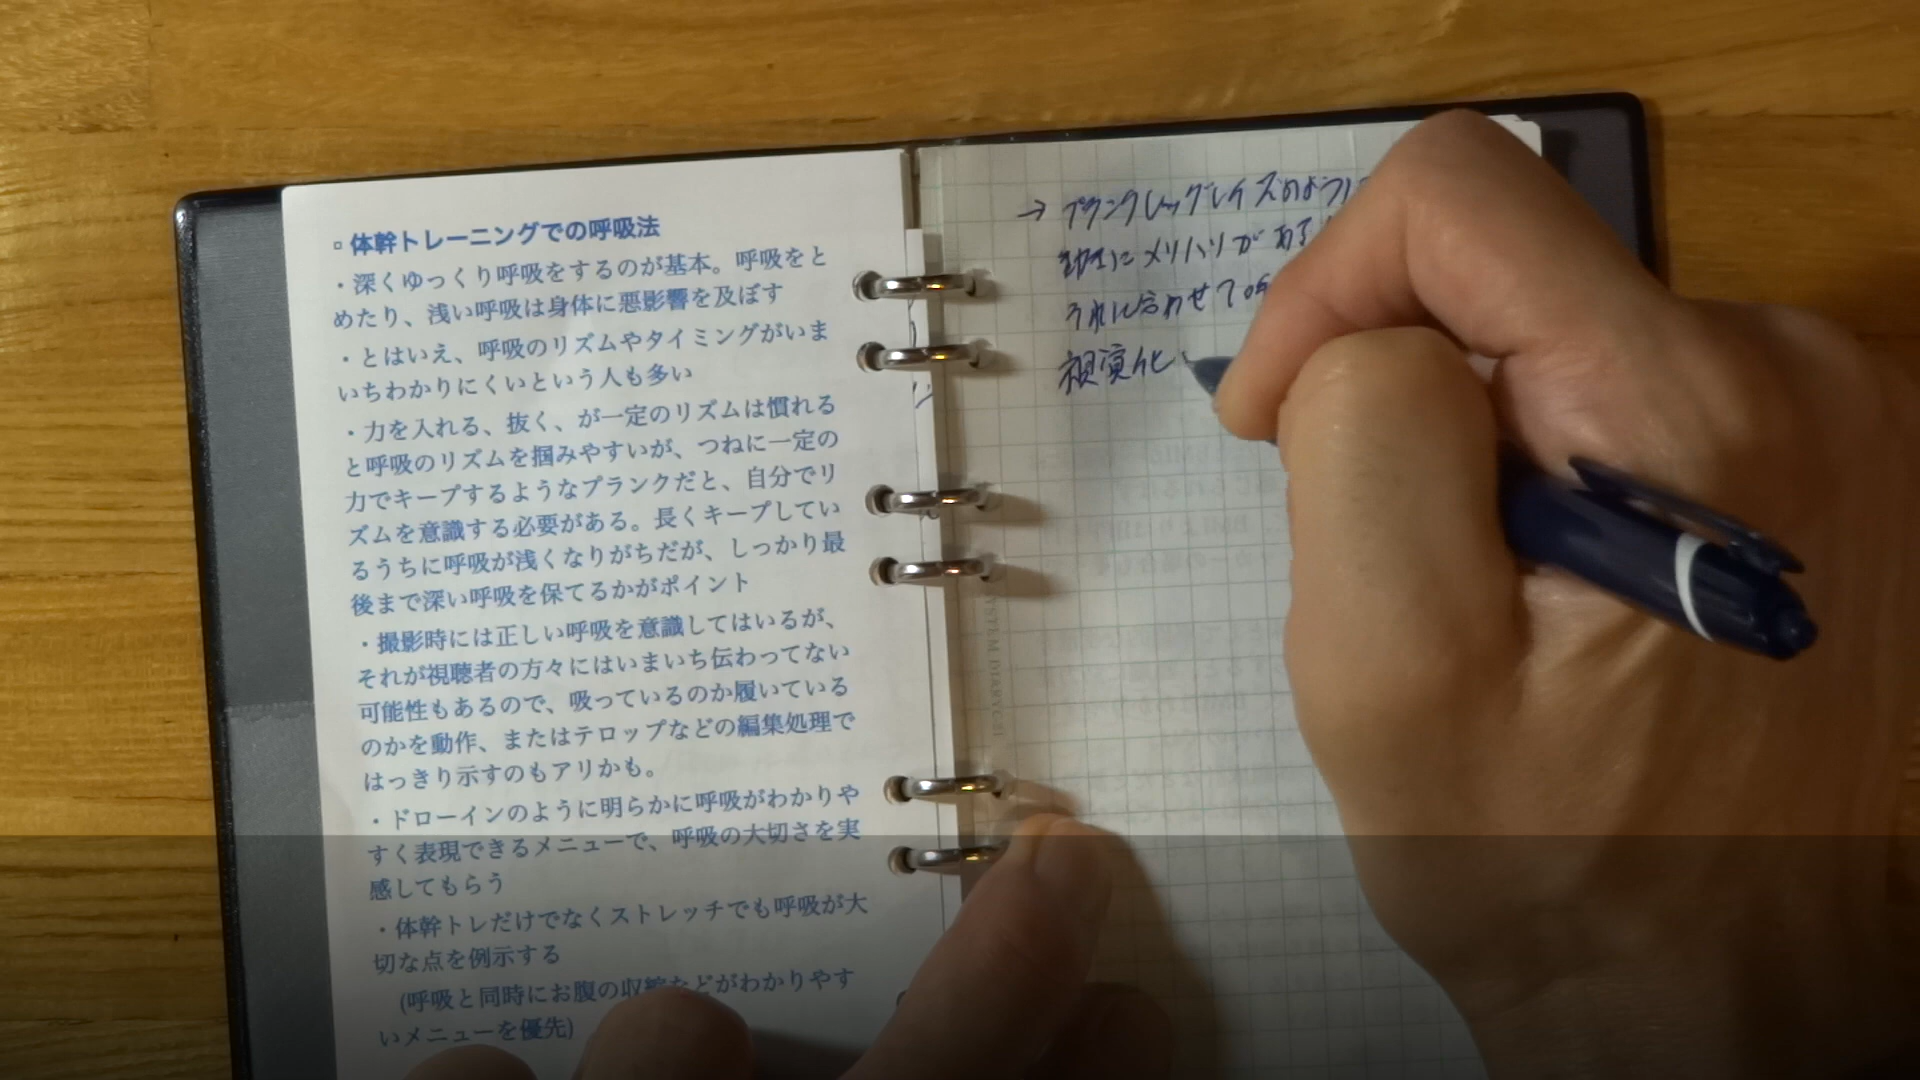 ▫ 体幹トレーニングでの呼吸法
・深くゆっくり呼吸をするのが基本。呼吸をと
めたり、浅い呼吸は身体に悪影響を及ぼす
・とはいえ、呼吸のリズムやタイミングがいま
いちわかりにくいという人も多い
・力を入れる、抜く、が一定のリズムは慣れる
と呼吸のリズムを掴みやすいが、つねに一定の
力でキープするようなプランクだと、自分でリ
ズムを意識する必要がある。長くキープしてい
るうちに呼吸が浅くなりがちだが、しっかり最
後まで深い呼吸を保てるかがポイント
・撮影時には正しい呼吸を意識してはいるが、
それが視聴者の方々にはいまいち伝わってない
可能性もあるので、吸っているのか履いている
のかを動作、またはテロップなどの編集処理で
はっきり示すのもアリかも。
・ドローインのように明らかに呼吸がわかりや
すく表現できるメニューで、呼吸の大切さを実
感してもらう
・体幹トレだけでなくストレッチでも呼吸が大
切な点を例示する
(呼吸と同時にお腹の収縮などがわかりやす
いメニューを優先)
→ プランクレッグレイズのように
メリハリがある
それに合わせて
視覚化